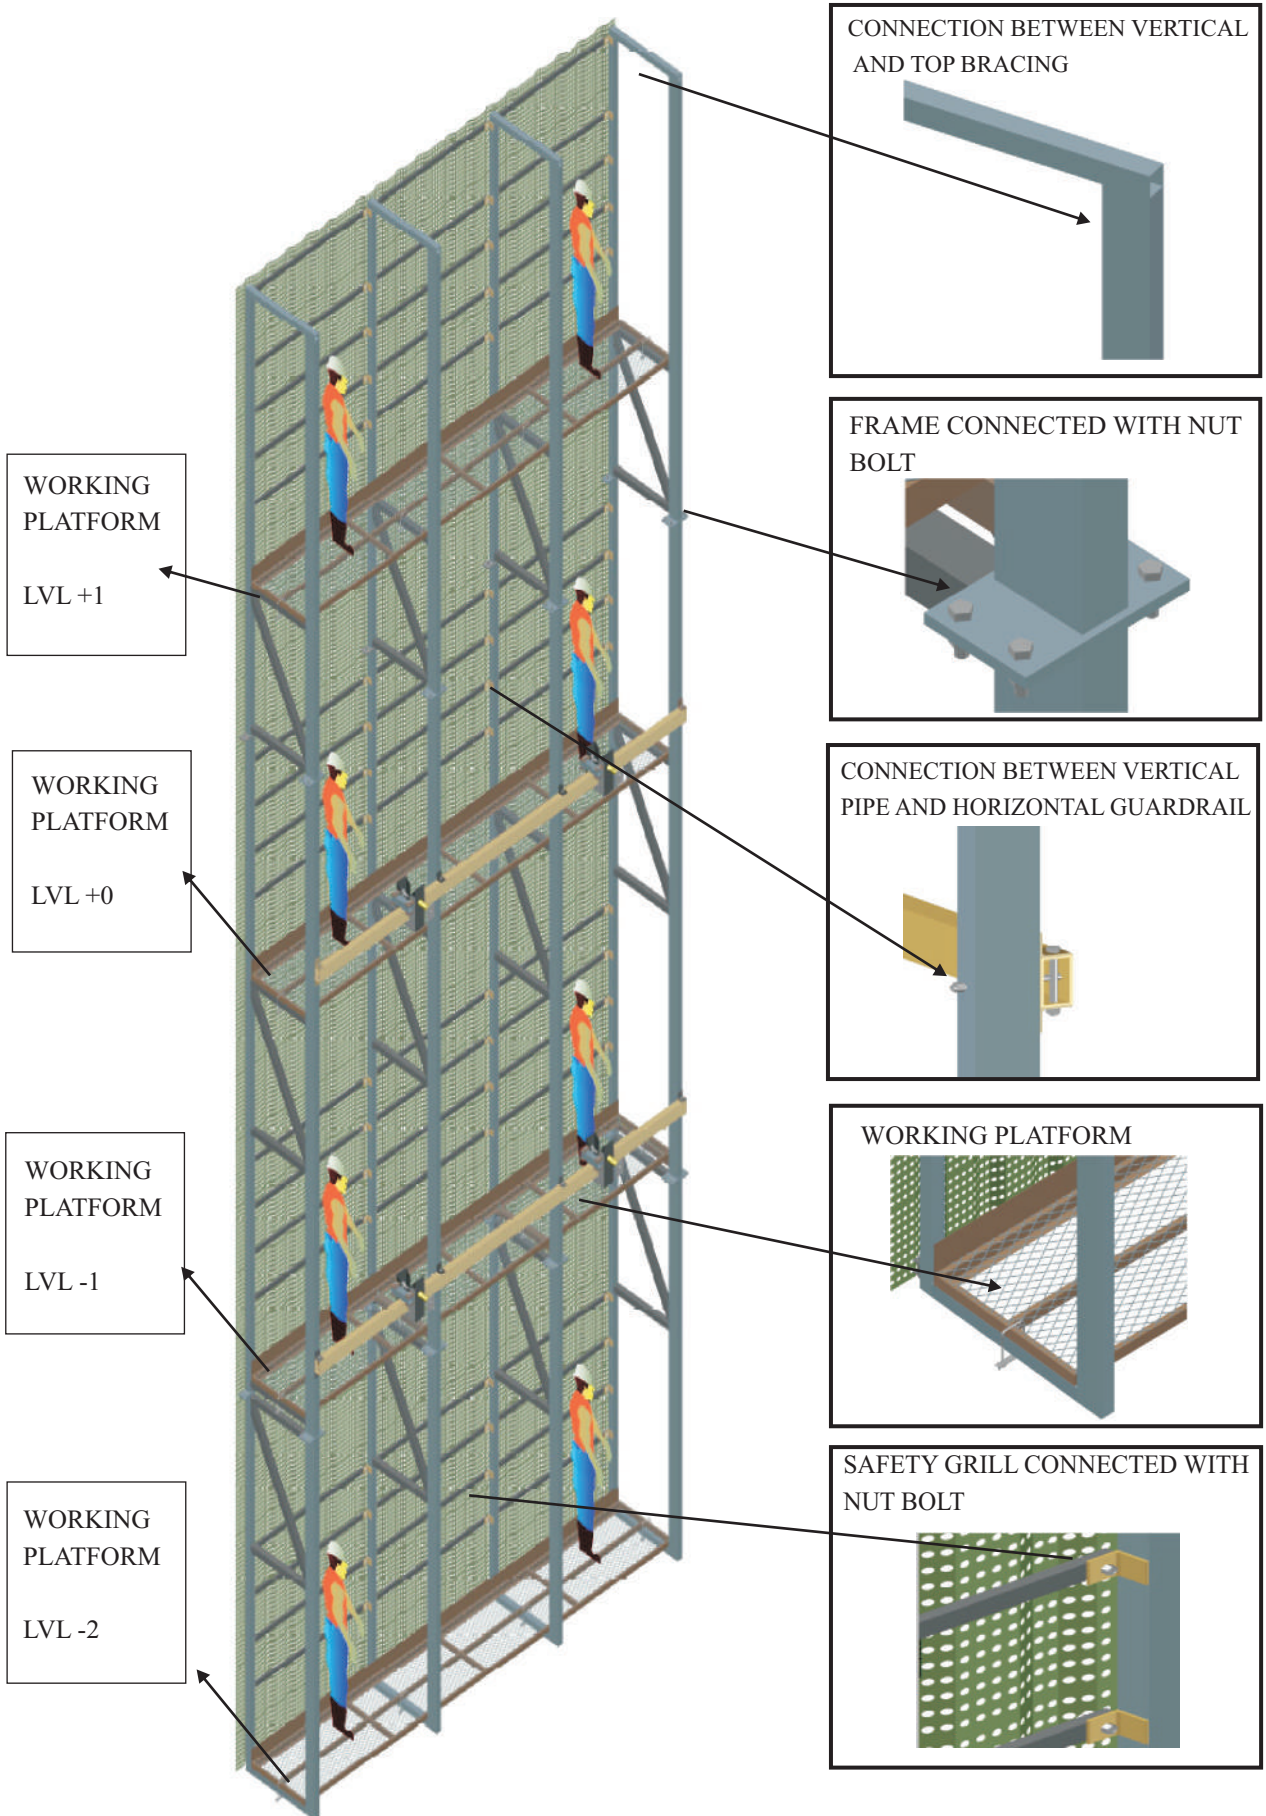 CONNECTION BETWEEN VERTICAL
AND TOP BRACING
FRAME CONNECTED WITH NUT
BOLT
WORKING
PLATFORM
LVL +1
WORKING
PLATFORM
LVL +0
CONNECTION BETWEEN VERTICAL
PIPE AND HORIZONTAL GUARDRAIL
WORKING PLATFORM
WORKING
PLATFORM
LVL -1
SAFETY GRILL CONNECTED WITH
NUT BOLT
WORKING
PLATFORM
LVL -2